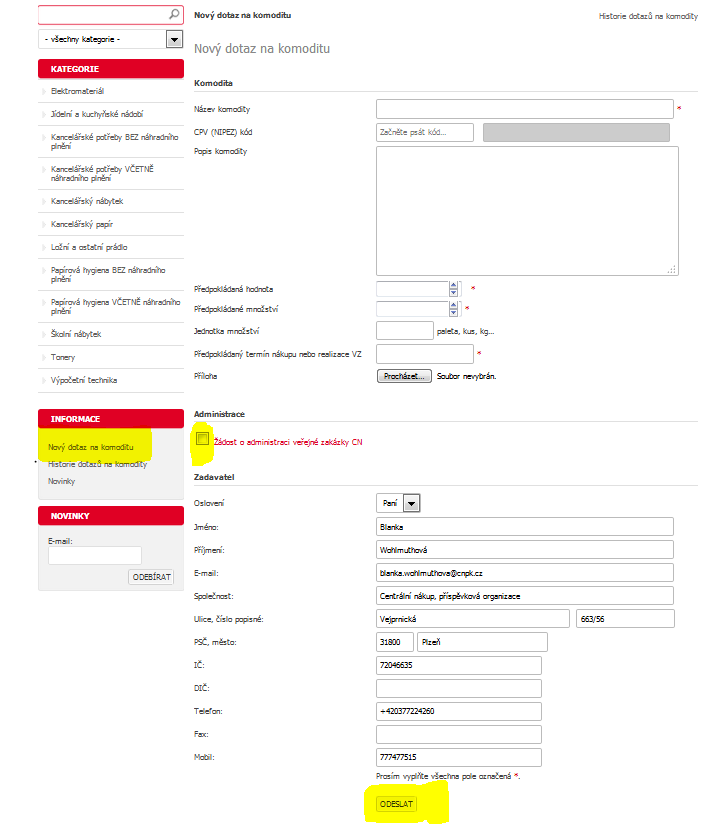 - všechny kategorie -
KATEGORIE
Elektromateriál
Jídelní a kuchyňské nádobí
Kancelářské potřeby BEZ náhradního
plnění
Kancelářské potřeby VČETNĚ
náhradního plnění
Kancelářský nábytek
Kancelářský papír
Ložní a ostatní prádlo
Papírová hygiena BEZ náhradního
plnění
Papírová hygiena VČETNĚ náhradního
plnění
Školní nábytek
Tonery
Výpočetní technika
INFORMACE
Nový dotaz na komoditu
Historie dotazů na komodity
Novinky
NOVINKY
E-mail:
ODEBÍRAT
Nový dotaz na komoditu
Historie dotazů na komodity
Nový dotaz na komoditu
Komodita
Název komodity *
CPV (NIPEZ) kód Začněte psát kód...
Popis komodity
Předpokládaná hodnota *
Předpokládané množství *
Jednotka množství paleta, kus, kg...
Předpokládaný termín nákupu nebo realizace VZ *
Příloha Procházet... Soubor nevybrán.
Administrace
Žádost o administraci veřejné zakázky CN
Zadavatel
Oslovení Paní
Jméno: Blanka
Příjmení: Wohlmuthová
E-mail: blanka.wohlmuthova@cnpk.cz
Společnost: Centrální nákup, příspěvková organizace
Ulice, číslo popisné: Vejprnická 663/56
PSČ, město: 31800 Plzeň
IČ: 72046635
DIČ:
Telefon: +420377224260
Fax:
Mobil: 777477515
Prosím vyplňte všechna pole označená *.
ODESLAT